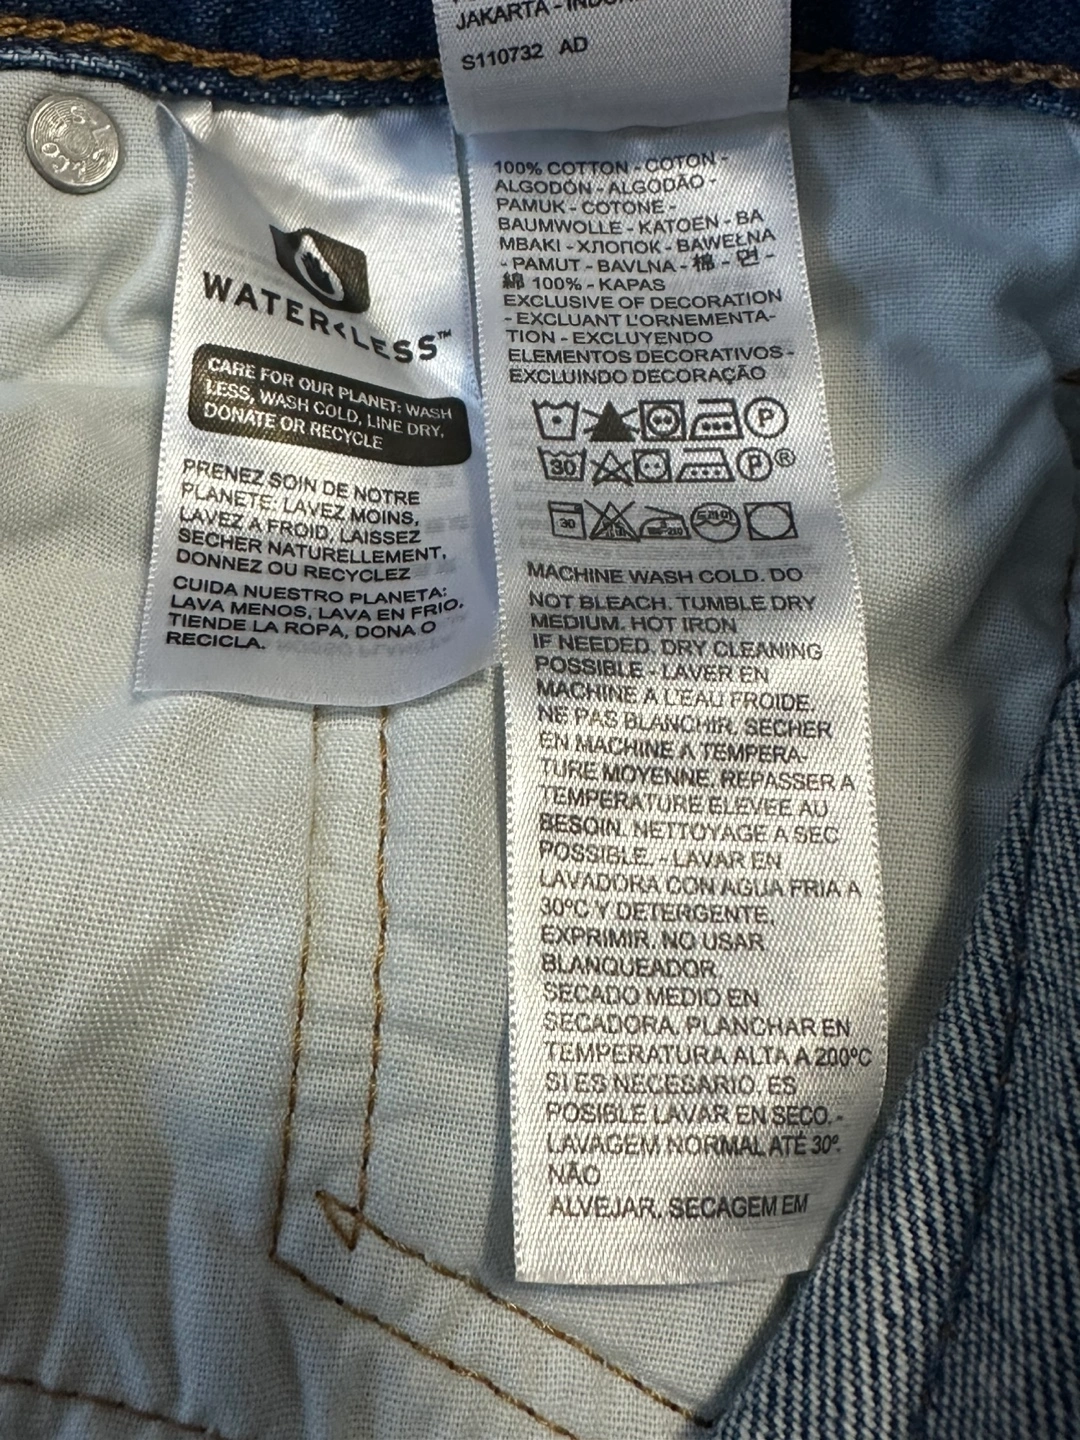 JAKARTA -
S110732 AD
WATER<LESS™
CARE FOR OUR PLANET: WASH
LESS, WASH COLD, LINE DRY,
DONATE OR RECYCLE
PRENEZ SOIN DE NOTRE
PLANETE: LAVEZ MOINS,
LAVEZ A FROID, LAISSEZ
SECHER NATURELLEMENT,
DONNEZ OU RECYCLEZ
CUIDA NUESTRO PLANETA:
LAVA MENOS, LAVA EN FRIO,
TIENDE LA ROPA, DONA O
RECICLA.
100% COTTON - COTON -
ALGODÓN - ALGODÃO -
PAMUK - COTONE -
BAUMWOLLE - KATOEN - BA
MBAKI - ХЛОПОК - BAWEŁNA
- PAMUT - BAVLNA - 棉 - 면 -
綿 100% - KAPAS
EXCLUSIVE OF DECORATION
- EXCLUANT L'ORNEMENTA-
TION - EXCLUYENDO
ELEMENTOS DECORATIVOS -
EXCLUINDO DECORAÇÃO
P
30 P®
30
MACHINE WASH COLD. DO
NOT BLEACH. TUMBLE DRY
MEDIUM. HOT IRON
IF NEEDED. DRY CLEANING
POSSIBLE - LAVER EN
MACHINE A L'EAU FROIDE.
NE PAS BLANCHIR. SECHER
EN MACHINE A TEMPERA-
TURE MOYENNE. REPASSER A
TEMPERATURE ELEVEE AU
BESOIN. NETTOYAGE A SEC
POSSIBLE. - LAVAR EN
LAVADORA CON AGUA FRIA A
30ºC Y DETERGENTE.
EXPRIMIR. NO USAR
BLANQUEADOR.
SECADO MEDIO EN
SECADORA. PLANCHAR EN
TEMPERATURA ALTA A 200ºC
SI ES NECESARIO. ES
POSIBLE LAVAR EN SECO. -
LAVAGEM NORMAL ATÉ 30º.
NÃO
ALVEJAR. SECAGEM EM